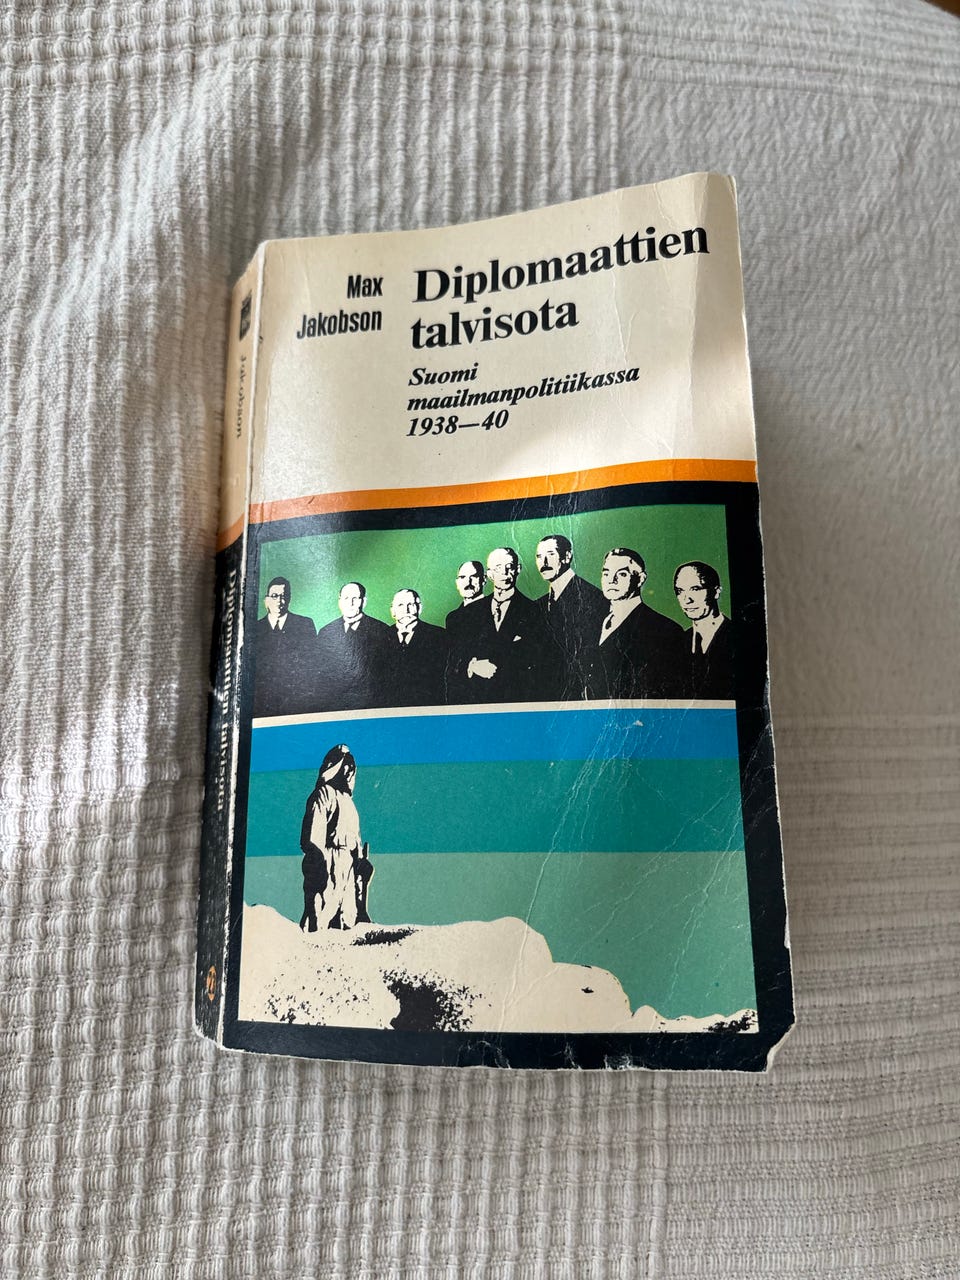 Max
Jakobson
Diplomaattien
talvisota
Suomi
maailmanpolitiikassa
1938—40
Jakobson
Diplomaattien talvisota